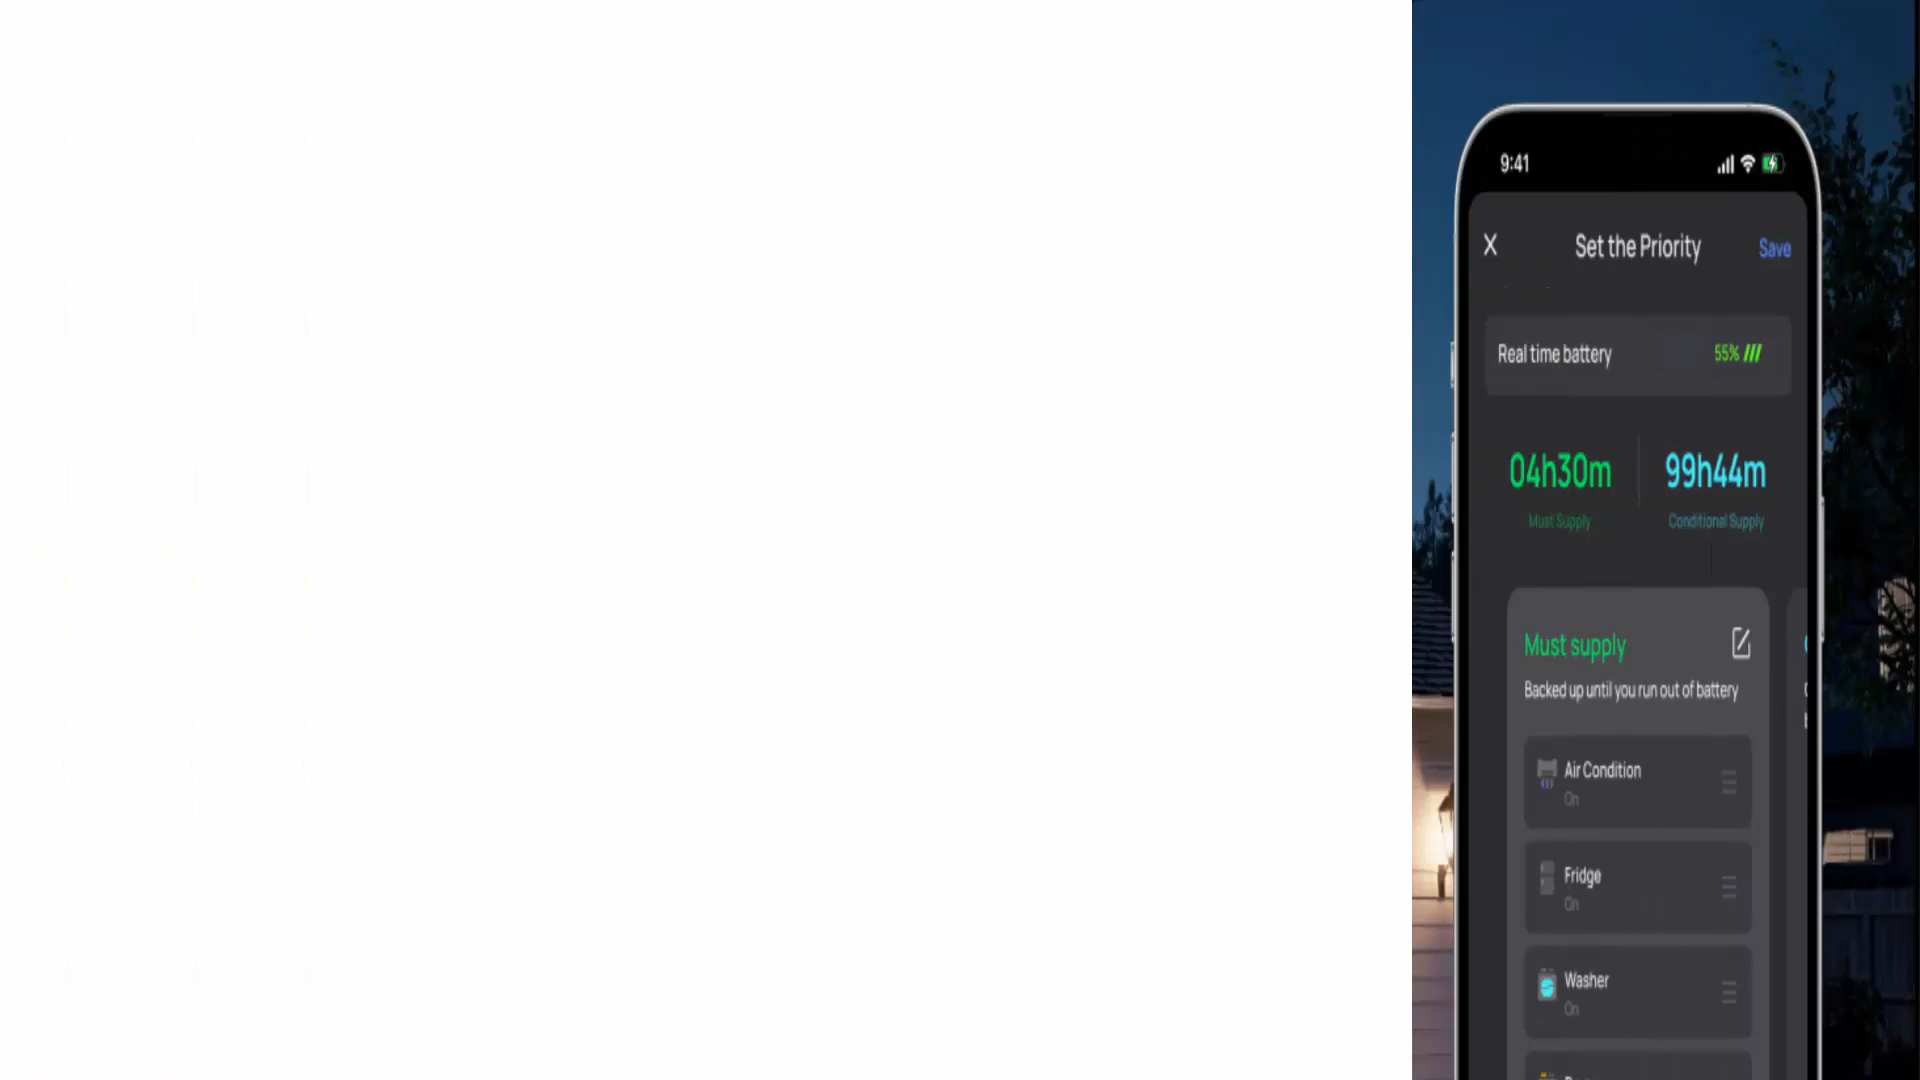 9:41
Set the Priority
Save
Real time battery
55%
04h30m
99h44m
Must Supply
Conditional Supply
Must supply
Backed up until you run out of battery
Air Condition
On
Fridge
On
Washer
On